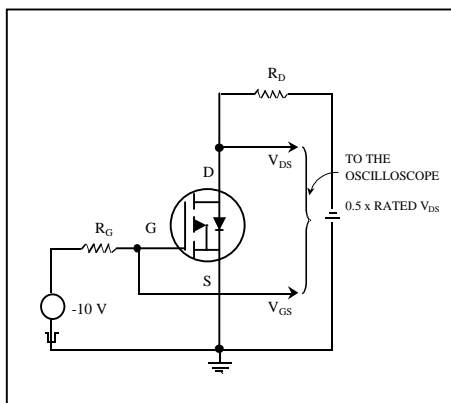 R_D
D
V_DS
TO THE
OSCILLOSCOPE
0.5 x RATED V_DS
R_G
G
S
-10 V
V_GS